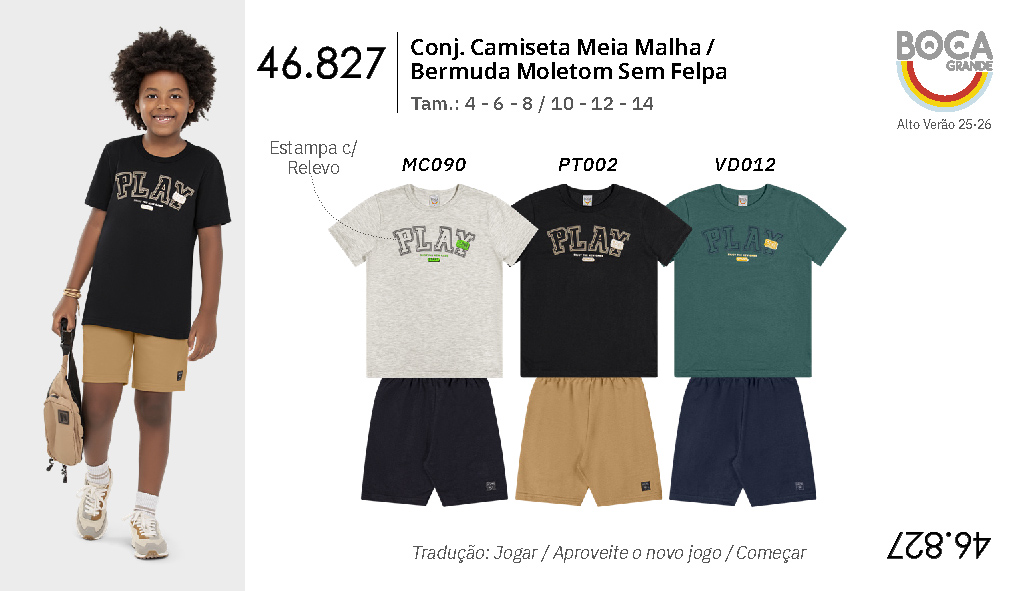 46.827
Conj. Camiseta Meia Malha /
Bermuda Moletom Sem Felpa
Tam.: 4 - 6 - 8 / 10 - 12 - 14
BOCA
GRANDE
Alto Verão 25-26
Estampa c/
Relevo
MC090
PT002
VD012
PLAY
PLAY
PLAY
PLAY
Tradução: Jogar / Aproveite o novo jogo / Começar
46.827